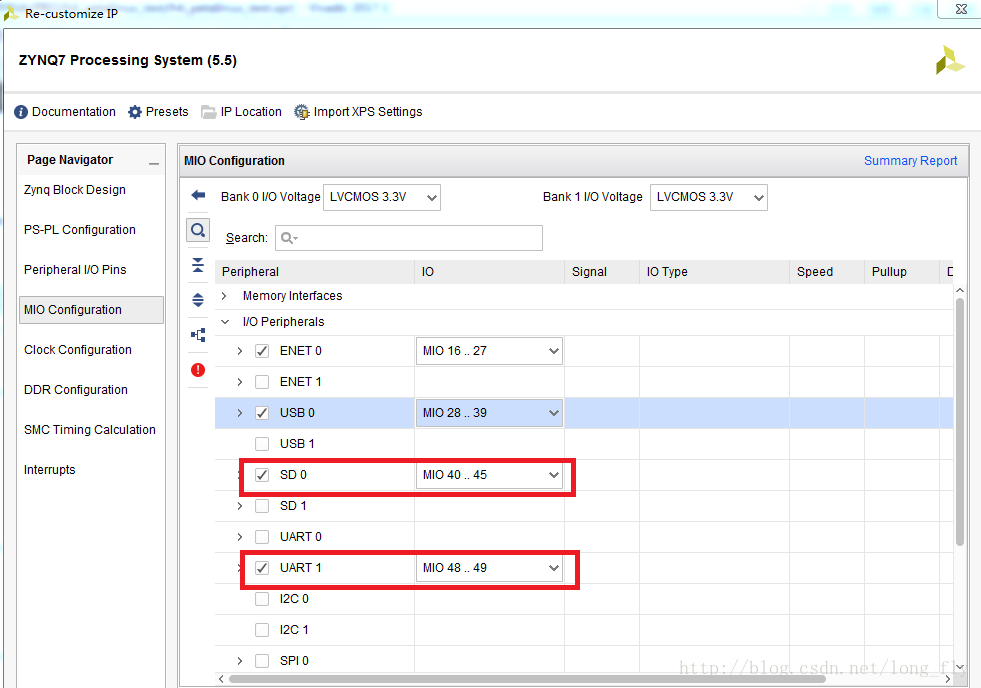 Re-customize IP
ZYNQ7 Processing System (5.5)
Documentation Presets IP Location Import XPS Settings
Page Navigator
Zynq Block Design
PS-PL Configuration
Peripheral I/O Pins
MIO Configuration
Clock Configuration
DDR Configuration
SMC Timing Calculation
Interrupts
MIO Configuration Summary Report
Bank 0 I/O Voltage LVCMOS 3.3V Bank 1 I/O Voltage LVCMOS 3.3V
Search:
Peripheral IO Signal IO Type Speed Pullup D
Memory Interfaces
I/O Peripherals
ENET 0 MIO 16 .. 27
ENET 1
USB 0 MIO 28 .. 39
USB 1
SD 0 MIO 40 .. 45
SD 1
UART 0
UART 1 MIO 48 .. 49
I2C 0
I2C 1
SPI 0
http://blog.csdn.net/long_fly